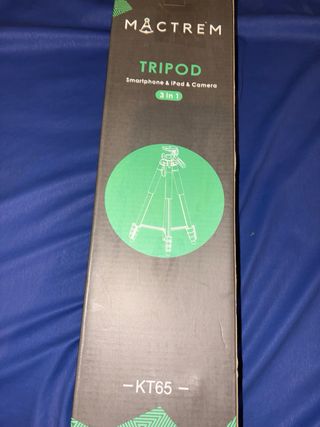 MACTREM
TRIPOD
Smartphone & iPad & Camera
3 in 1
— KT65 —